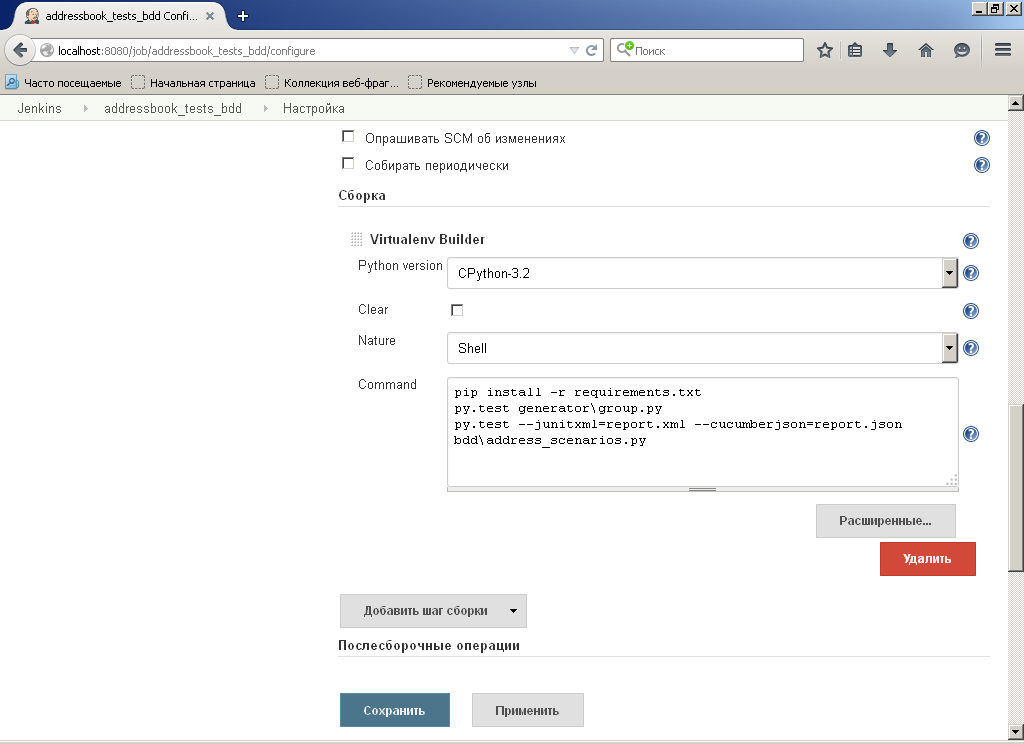 addressbook_tests_bdd Confi...
localhost:8080/job/addressbook_tests_bdd/configure
Поиск
Часто посещаемые Начальная страница Коллекция веб-фраг... Рекомендуемые узлы
Jenkins addressbook_tests_bdd Настройка
Опрашивать SCM об изменениях
Собирать периодически
Сборка
Virtualenv Builder
Python version CPython-3.2
Clear
Nature Shell
Command
pip install -r requirements.txt
py.test generator\group.py
py.test --junitxml=report.xml --cucumberjson=report.json
bdd\address_scenarios.py
Расширенные...
Удалить
Добавить шаг сборки
Послесборочные операции
Сохранить Применить